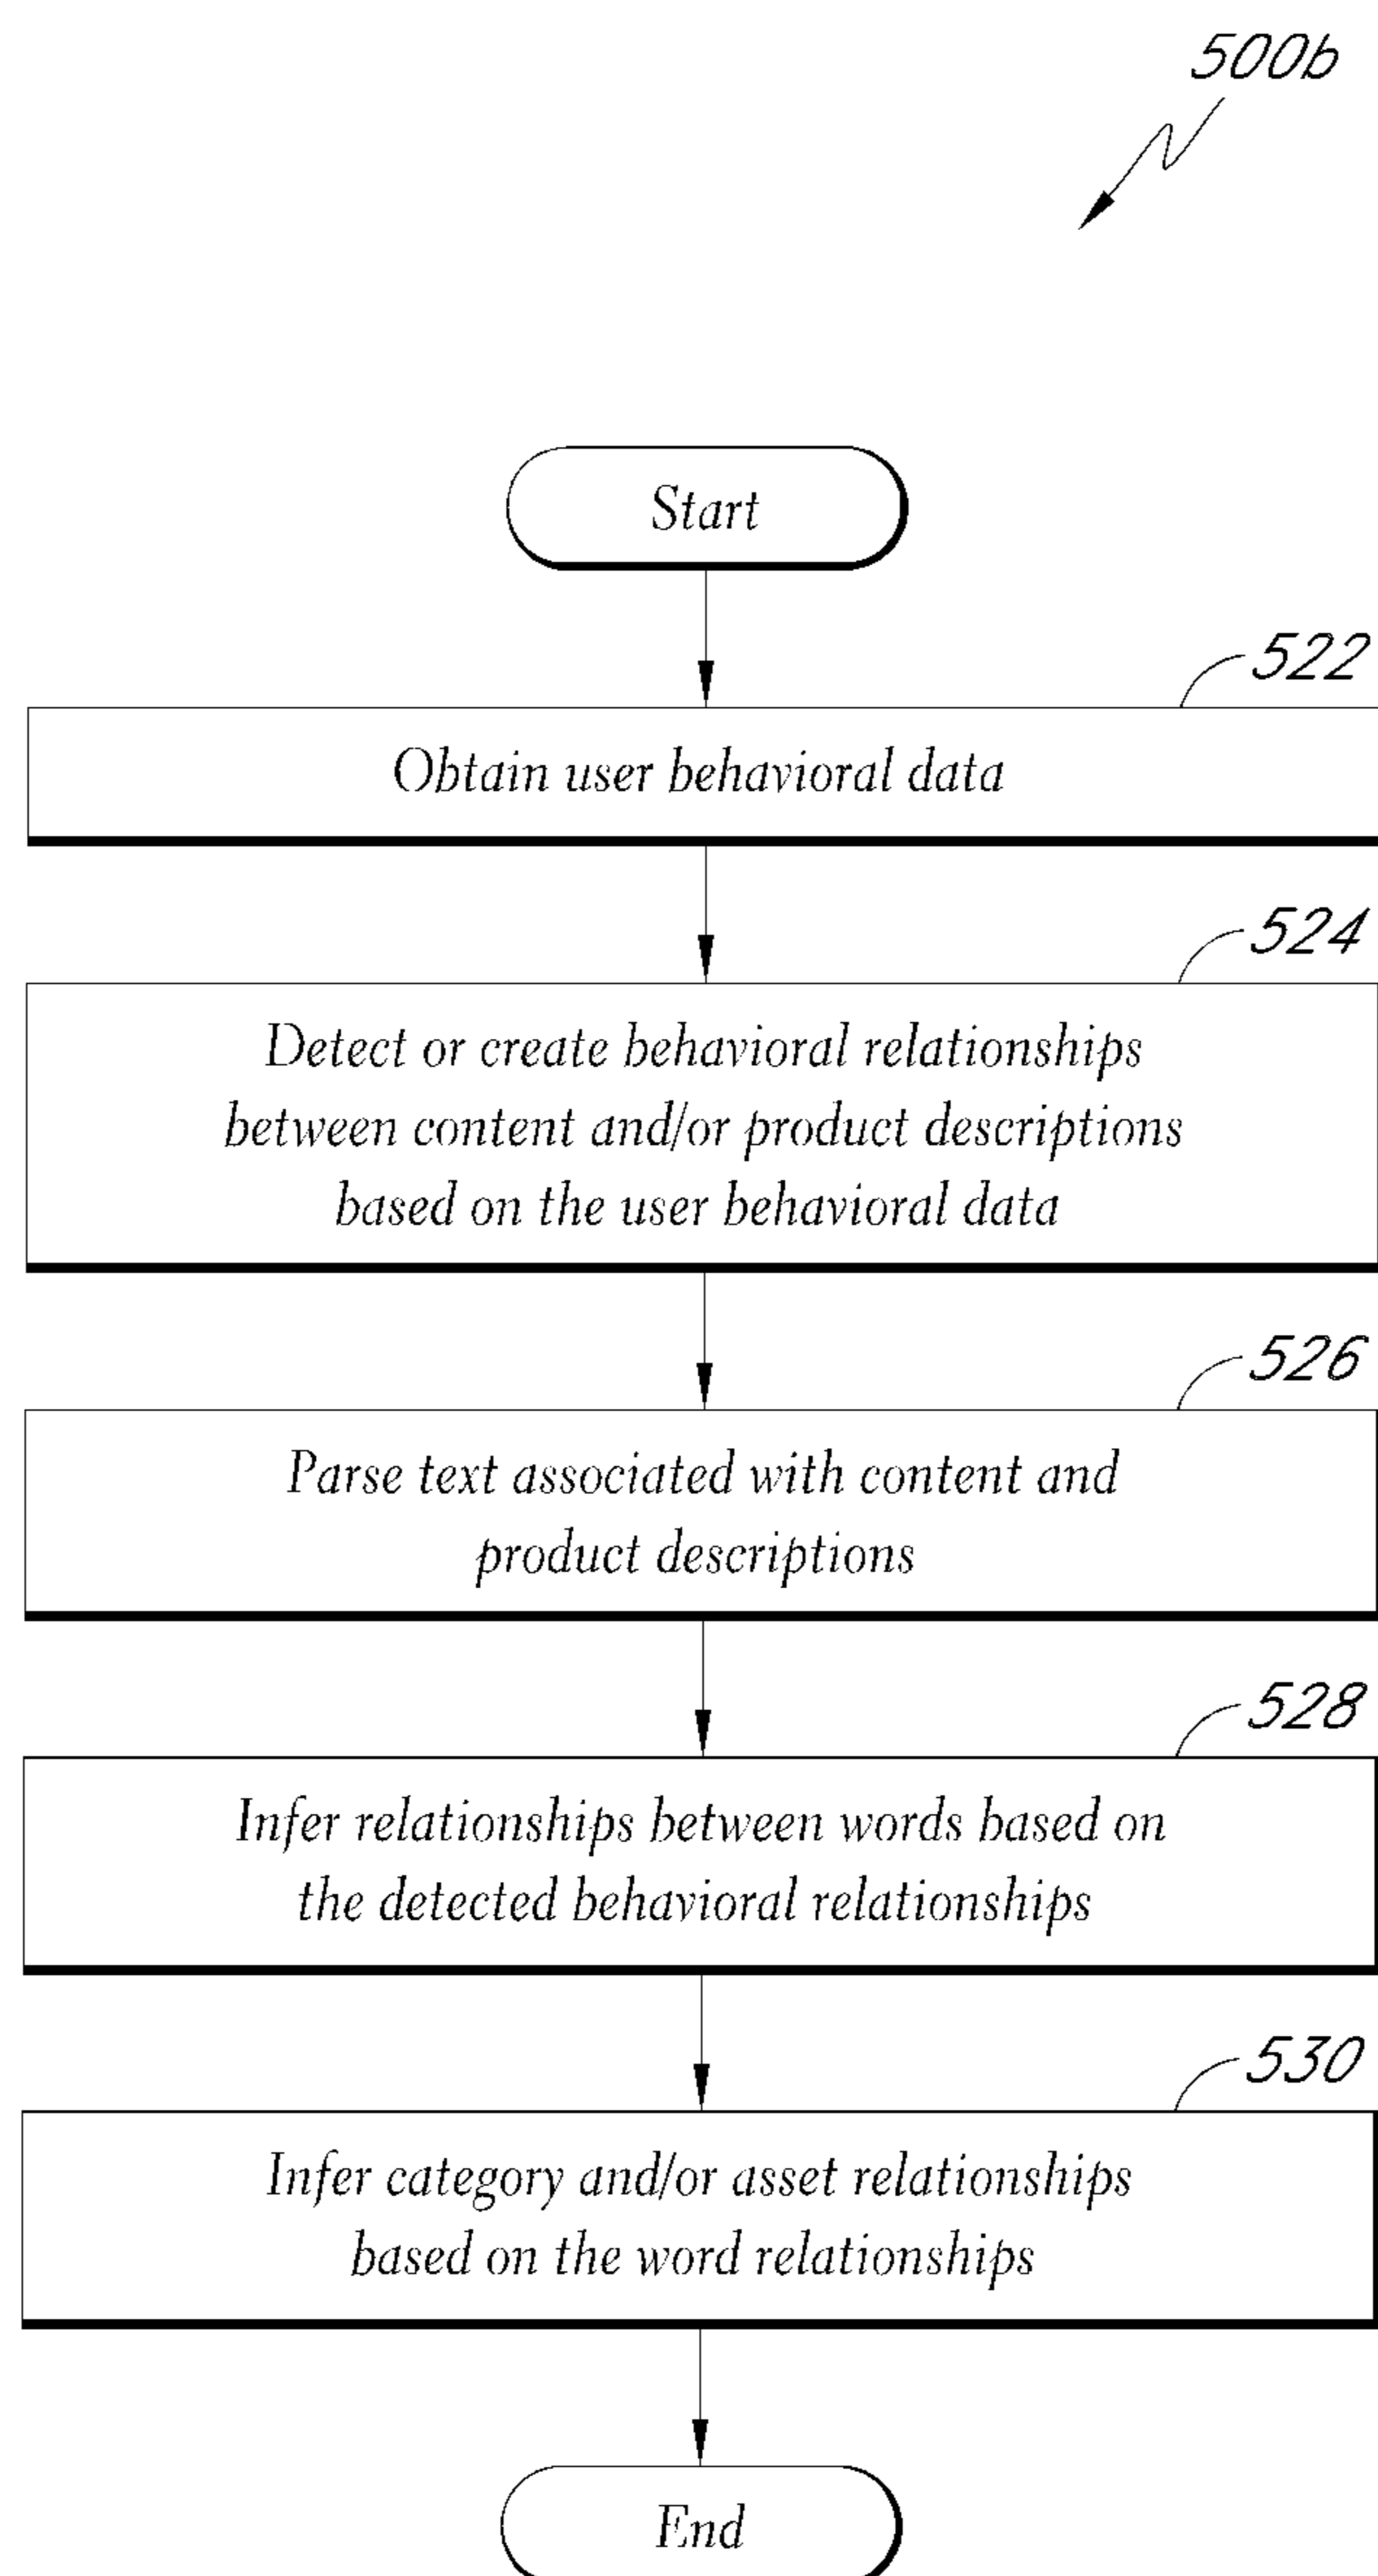 500b
Start
522
Obtain user behavioral data
524
Detect or create behavioral relationships
between content and/or product descriptions
based on the user behavioral data
526
Parse text associated with content and
product descriptions
528
Infer relationships between words based on
the detected behavioral relationships
530
Infer category and/or asset relationships
based on the word relationships
End